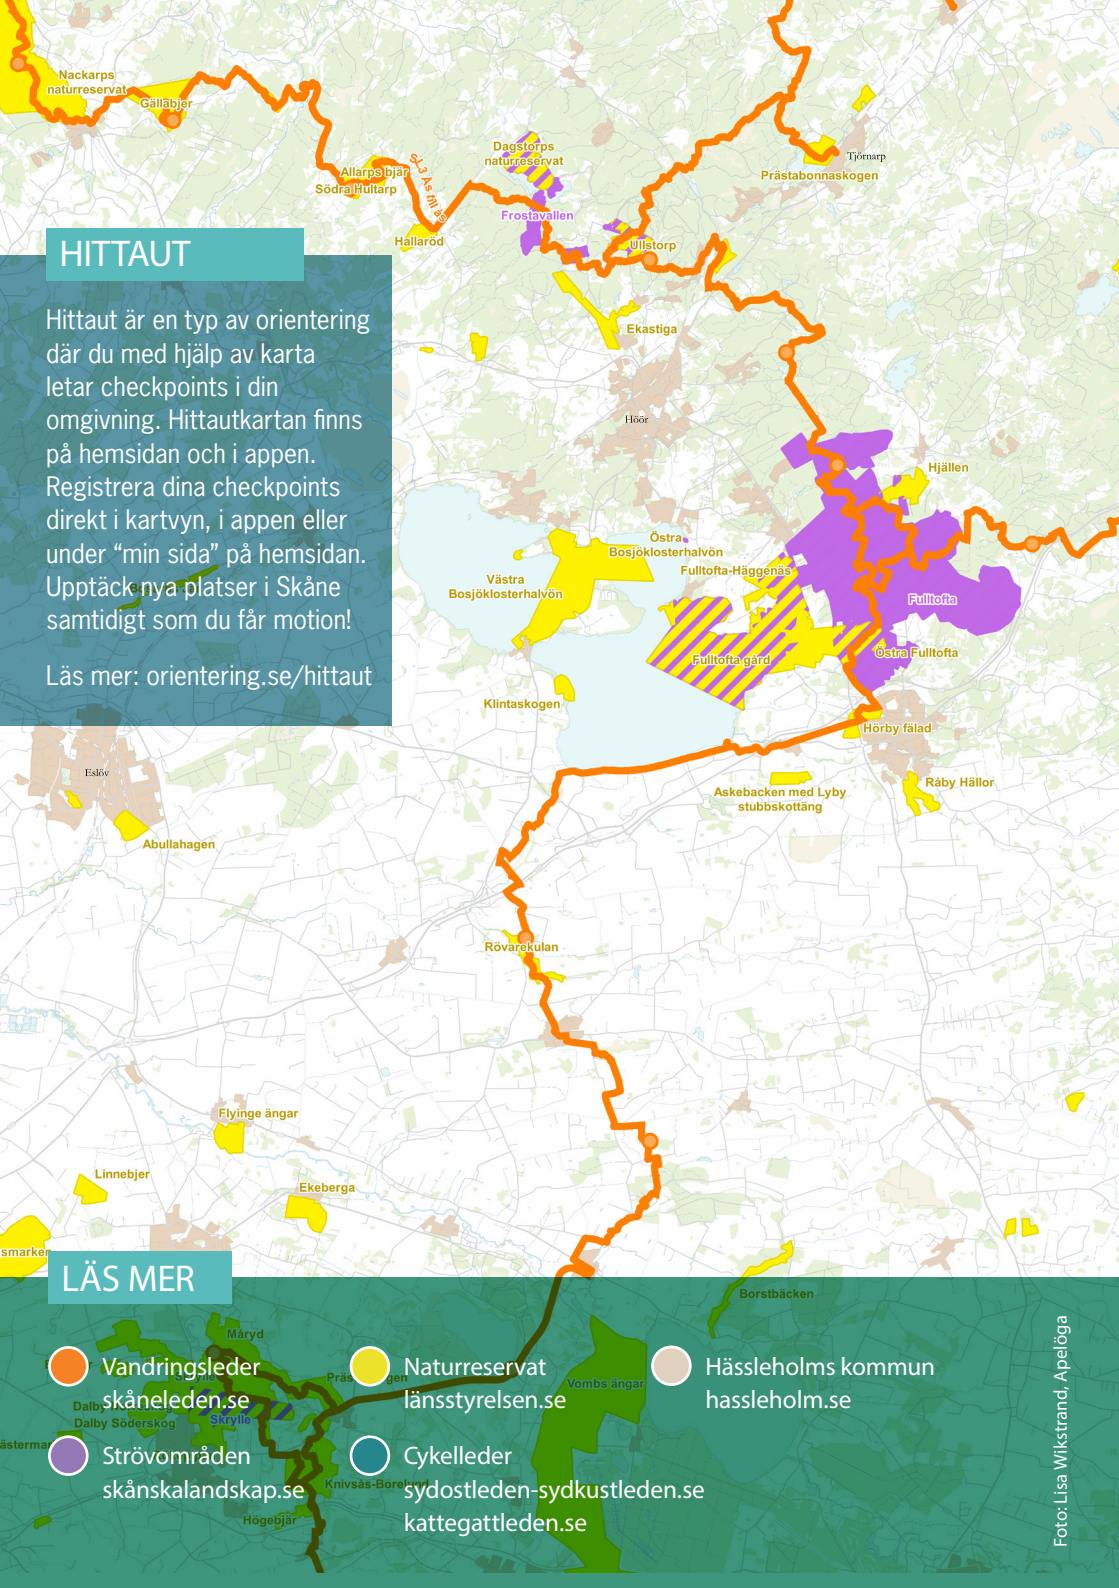 Nackarps
naturreservat
Gällabjer
Allarps bjär
Södra Hultarp
SL3 Ås till ås
Hallaröd
Dagstorps
naturreservat
Frostavallen
Ullstorp
Tjörnarp
Prästabonnaskogen
Ekastiga
Höör
HITTAUT
Hittaut är en typ av orientering
där du med hjälp av karta
letar checkpoints i din
omgivning. Hittautkartan finns
på hemsidan och i appen.
Registrera dina checkpoints
direkt i kartvyn, i appen eller
under “min sida” på hemsidan.
Upptäck nya platser i Skåne
samtidigt som du får motion!
Läs mer: orientering.se/hittaut
Hjällen
Östra
Bosjöklosterhalvön
Fulltofta-Häggenäs
Västra
Bosjöklosterhalvön
Fulltofta
Fulltofta gård
Östra Fulltofta
Klintaskogen
Hörby fälad
Eslöv
Askebacken med Lyby
stubbskottäng
Råby Hällor
Abullahagen
Rövarekulan
Flyinge ängar
Linnebjer
Ekeberga
smarken
LÄS MER
Borstbäcken
Måryd
Vombs ängar
Vandringsleder
skåneleden.se
Naturreservat
länsstyrelsen.se
Hässleholms kommun
hassleholm.se
Dalby Söderskog
Skrylle
Strövområden
skånskalandskap.se
Cykelleder
Knivsås-Borelund
sydostleden-sydkustleden.se
kattegattleden.se
Högebjär
Foto: Lisa Wikstrand, Apelöga